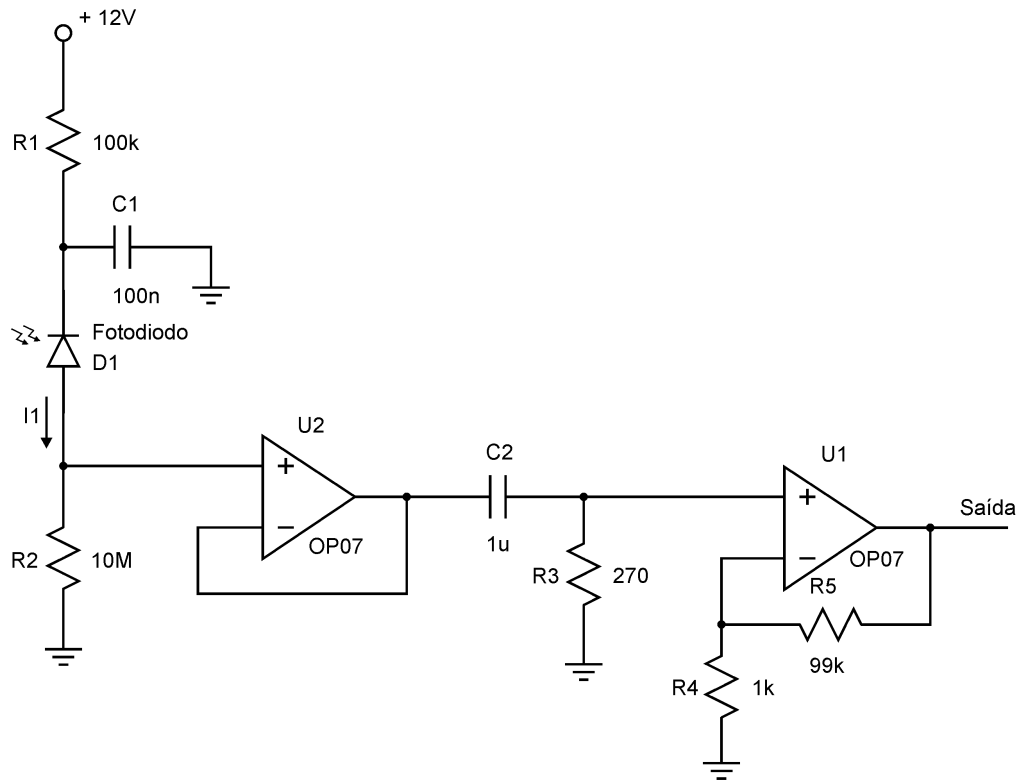 + 12V
R1
100k
C1
100n
Fotodiodo
D1
I1
R2
10M
U2
+
−
OP07
C2
1u
R3
270
U1
+
−
OP07
Saída
R5
99k
R4
1k